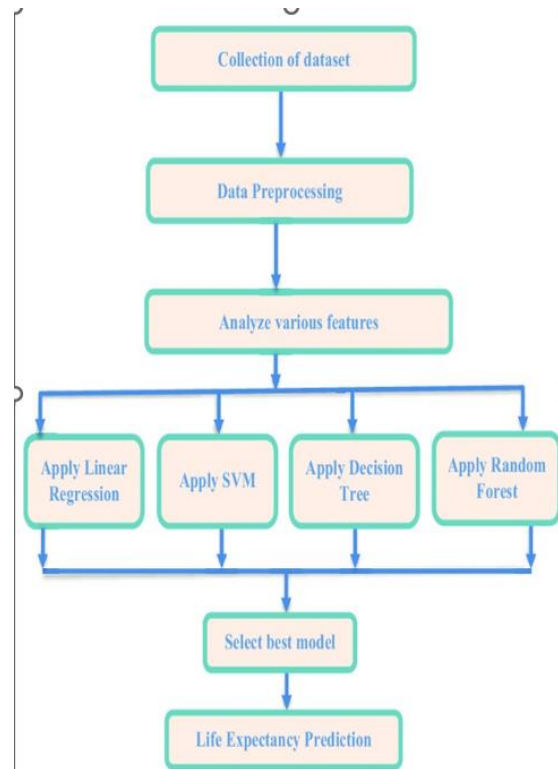 Collection of dataset
Data Preprocessing
Analyze various features
Apply Linear
Regression
Apply SVM
Apply Decision
Tree
Apply Random
Forest
Select best model
Life Expectancy Prediction